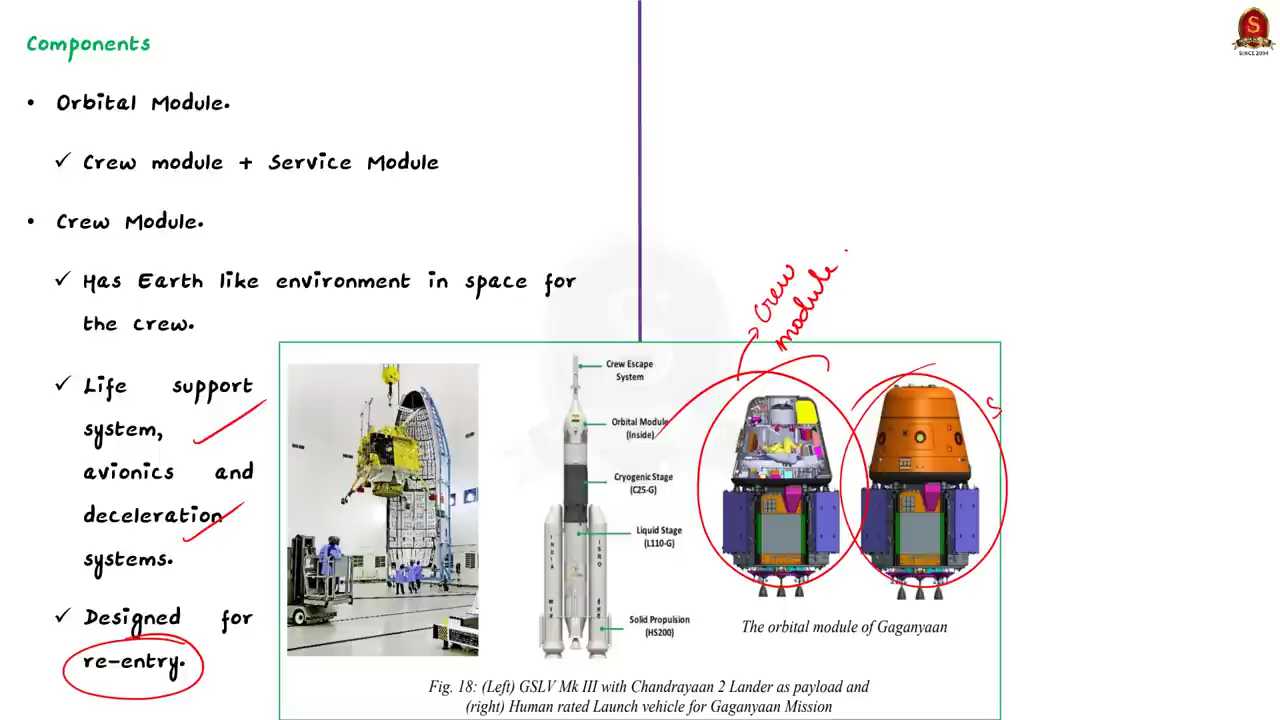 Components
• Orbital Module.
✓ Crew module + Service Module
• Crew Module.
✓ Has Earth like environment in space for
the crew.
✓ Life support
system,
avionics and
deceleration
systems.
✓ Designed for
re-entry.
SINCE 2004
Crew
module
S
Crew Escape
System
Orbital Module
(Inside)
Cryogenic Stage
(C25-G)
Liquid Stage
(L110-G)
Solid Propulsion
(HS200)
INDIA
ISRO
The orbital module of Gaganyaan
Fig. 18: (Left) GSLV Mk III with Chandrayaan 2 Lander as payload and
(right) Human rated Launch vehicle for Gaganyaan Mission